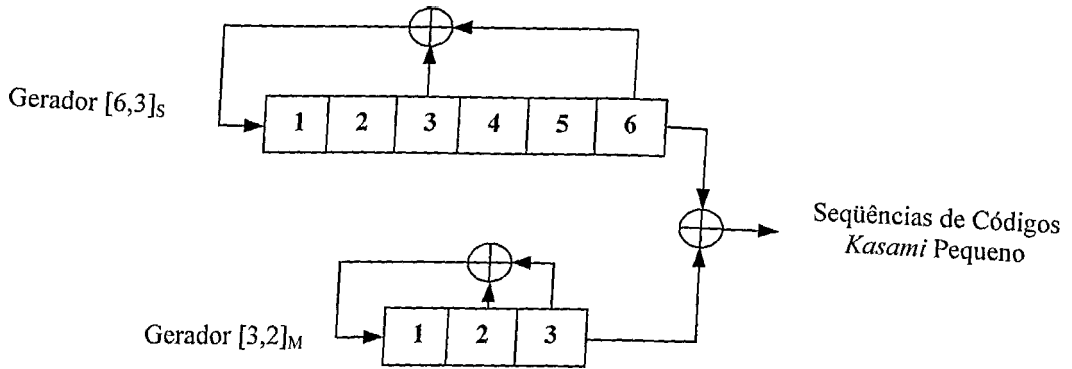 Gerador [6,3]S
1 2 3 4 5 6
Seqüências de Códigos
Kasami Pequeno
Gerador [3,2]M
1 2 3